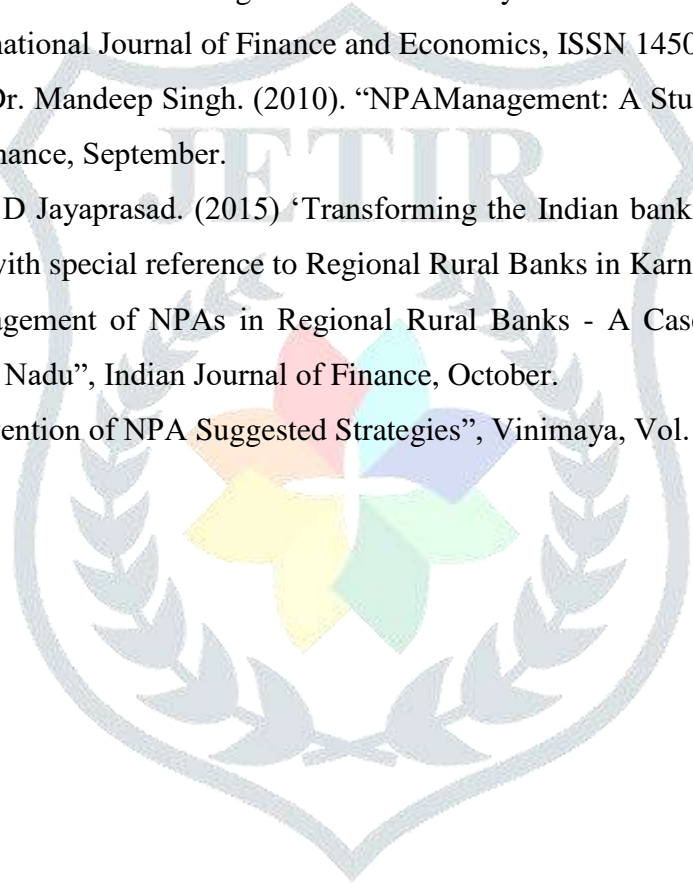 national Journal of Finance and Economics, ISSN 1450
Dr. Mandeep Singh. (2010). “NPAManagement: A Stu
nance, September.
JETIR
D Jayaprasad. (2015) ‘Transforming the Indian bank
with special reference to Regional Rural Banks in Karn
agement of NPAs in Regional Rural Banks - A Case
Nadu”, Indian Journal of Finance, October.
vention of NPA Suggested Strategies”, Vinimaya, Vol.